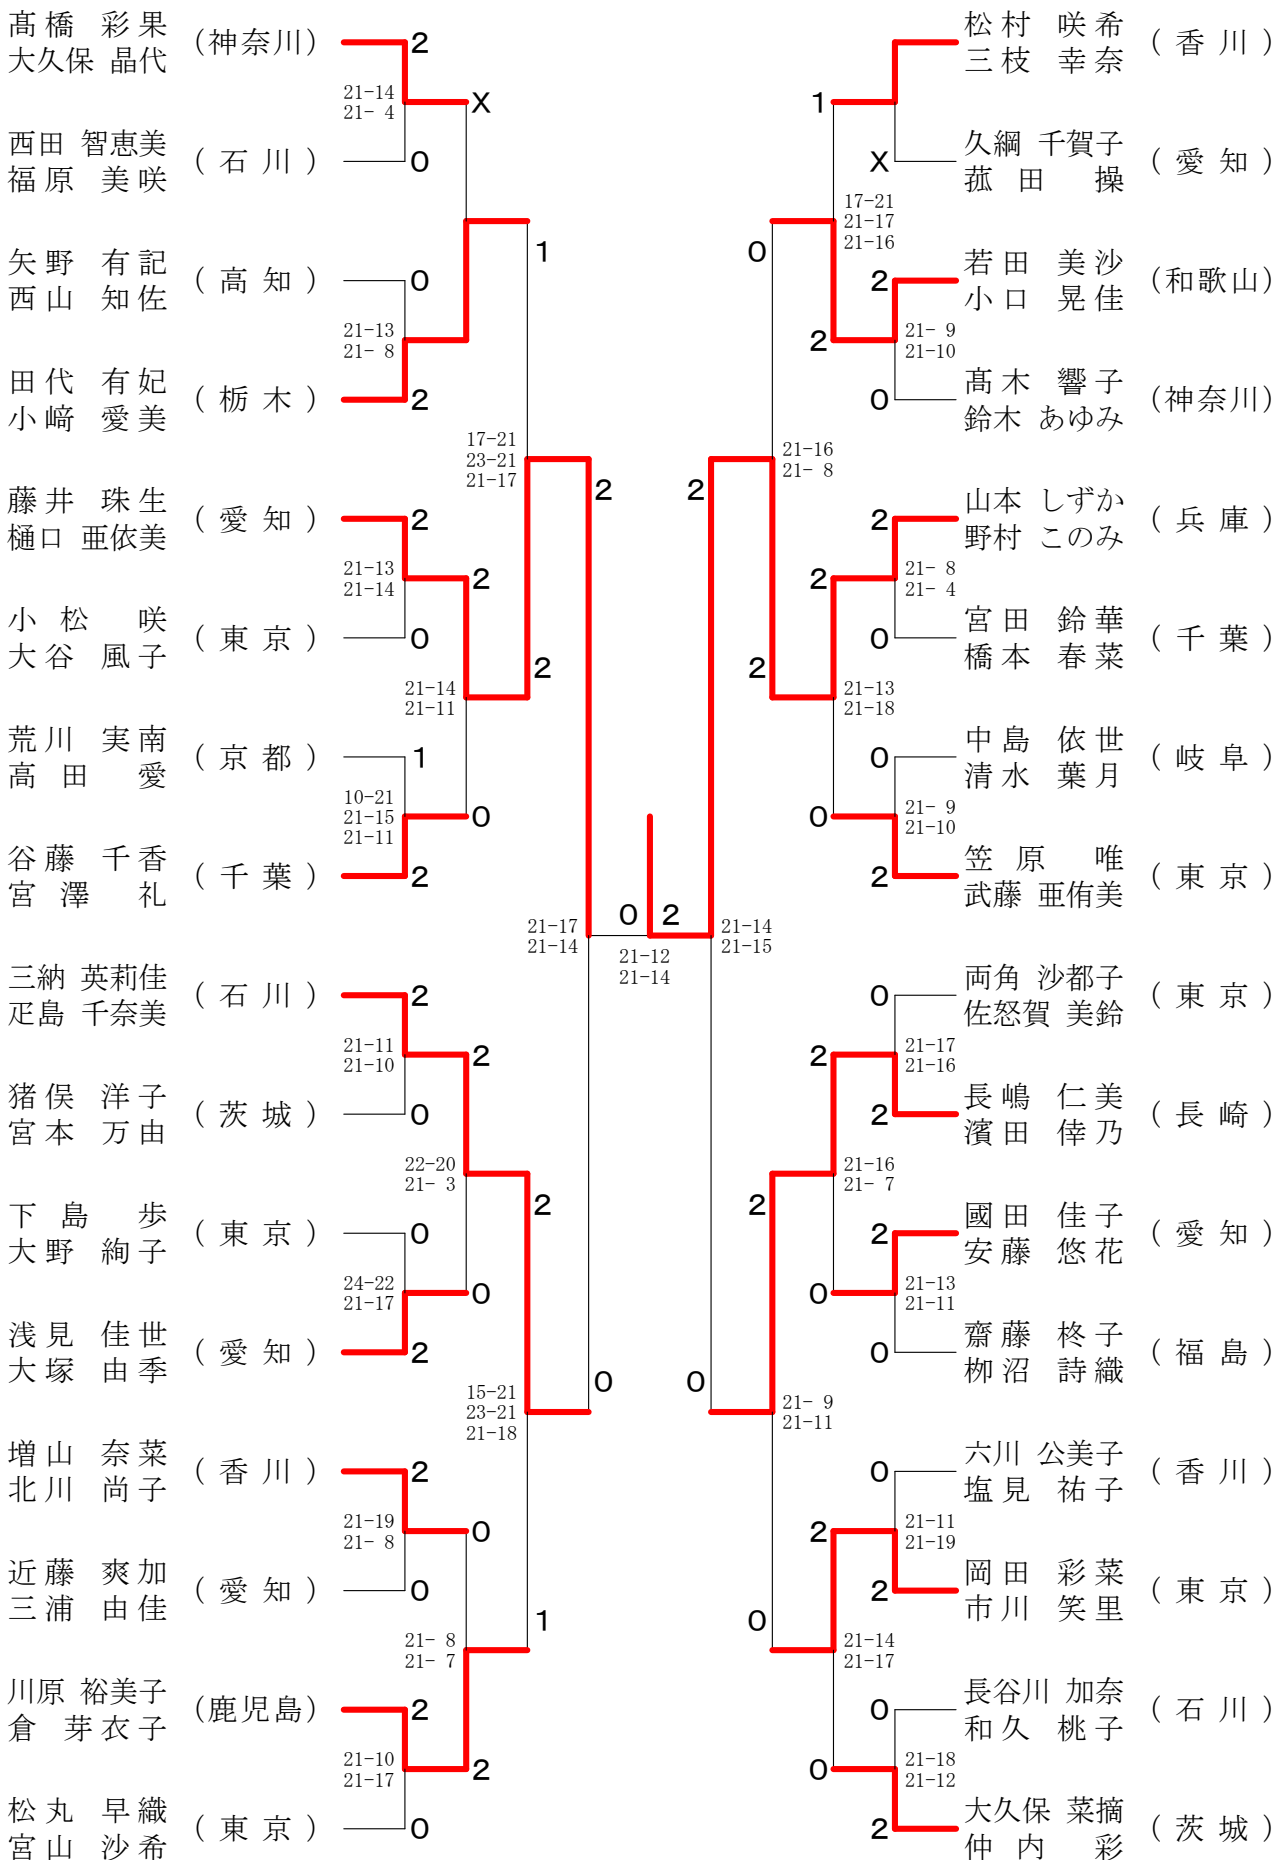 髙橋 彩果
大久保 晶代
(神奈川)
2
21-14
21- 4
X
西田 智恵美
福原 美咲
(石川)
0
矢野 有記
西山 知佐
(高知)
0
21-13
21- 8
1
田代 有妃
小﨑 愛美
(栃木)
2
17-21
23-21
21-17
2
藤井 珠生
樋口 亜依美
(愛知)
2
21-13
21-14
2
小松 咲
大谷 風子
(東京)
0
21-14
21-11
2
荒川 実南
高田 愛
(京都)
1
10-21
21-15
21-11
0
谷藤 千香
宮澤 礼
(千葉)
2
21-17
21-14
0
2
21-12
21-14
三納 英莉佳
疋島 千奈美
(石川)
2
21-11
21-10
2
猪俣 洋子
宮本 万由
(茨城)
0
22-20
21- 3
2
下島 歩
大野 絢子
(東京)
0
24-22
21-17
0
浅見 佳世
大塚 由季
(愛知)
2
15-21
23-21
21-18
0
増山 奈菜
北川 尚子
(香川)
2
21-19
21- 8
0
近藤 爽加
三浦 由佳
(愛知)
0
21- 8
21- 7
1
川原 裕美子
倉 芽衣子
(鹿児島)
2
21-10
21-17
2
松丸 早織
宮山 沙希
(東京)
0
松村 咲希
三枝 幸奈
(香川)
1
久綱 千賀子
菰田 操
(愛知)
X
17-21
21-17
21-16
0
若田 美沙
小口 晃佳
(和歌山)
2
21- 9
21-10
2
髙木 響子
鈴木 あゆみ
(神奈川)
0
21-16
21- 8
2
山本 しずか
野村 このみ
(兵庫)
2
21- 8
21- 4
2
宮田 鈴華
橋本 春菜
(千葉)
0
21-13
21-18
2
中島 依世
清水 葉月
(岐阜)
0
21- 9
21-10
0
笠原 唯
武藤 亜侑美
(東京)
2
21-14
21-15
両角 沙都子
佐怒賀 美鈴
(東京)
0
21-17
21-16
2
長嶋 仁美
濱田 倖乃
(長崎)
2
21-16
21- 7
2
國田 佳子
安藤 悠花
(愛知)
2
21-13
21-11
0
齋藤 柊子
栁沼 詩織
(福島)
0
21- 9
21-11
0
六川 公美子
塩見 祐子
(香川)
0
21-11
21-19
2
岡田 彩菜
市川 笑里
(東京)
2
21-14
21-17
0
長谷川 加奈
和久 桃子
(石川)
0
21-18
21-12
0
大久保 菜摘
仲内 彩
(茨城)
2